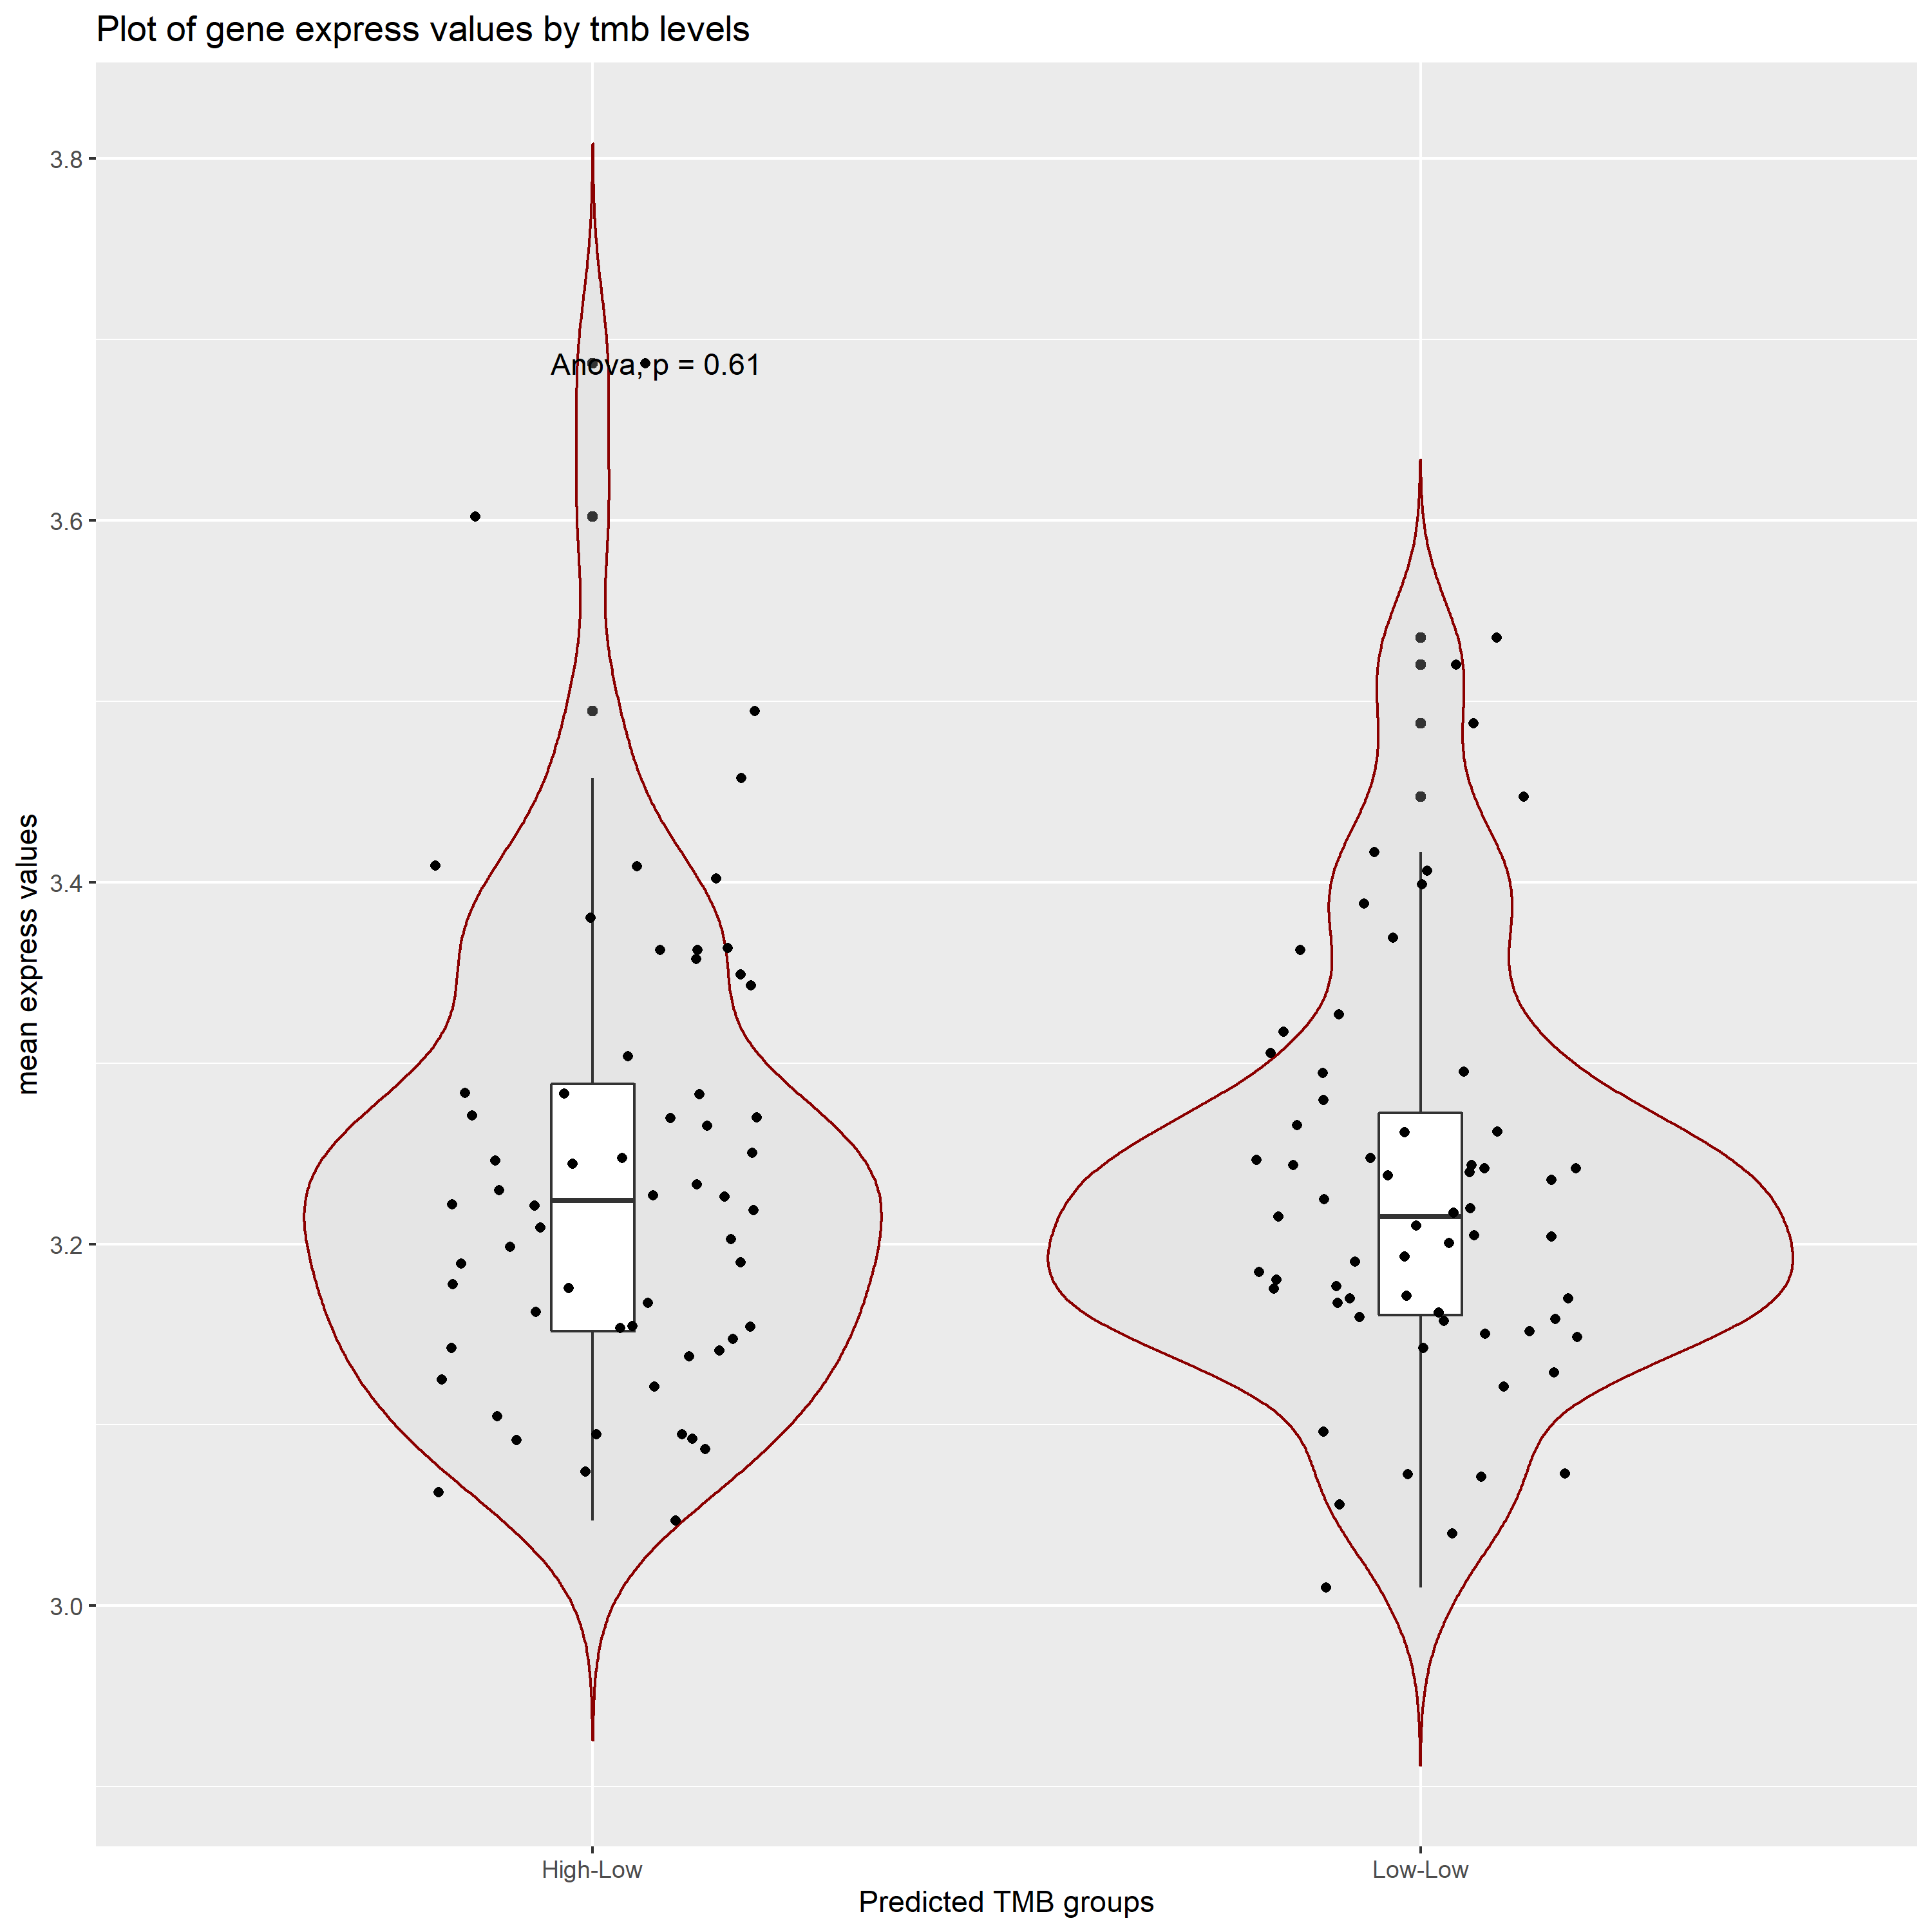 Plot of gene express values by tmb levels
3.8
Anova, p = 0.61
3.6
3.4
mean express values
3.2
3.0
High-Low
Low-Low
Predicted TMB groups